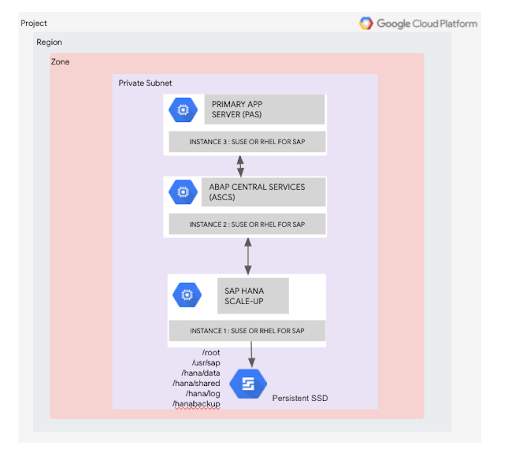 Project
Google Cloud Platform
Region
Zone
Private Subnet
PRIMARY APP
SERVER (PAS)
INSTANCE 3 : SUSE OR RHEL FOR SAP
ABAP CENTRAL SERVICES
(ASCS)
INSTANCE 2 : SUSE OR RHEL FOR SAP
SAP HANA
SCALE-UP
INSTANCE 1 : SUSE OR RHEL FOR SAP
/root
/usr/sap
/hana/data
/hana/shared
/hana/log
/hanabackup
Persistent SSD